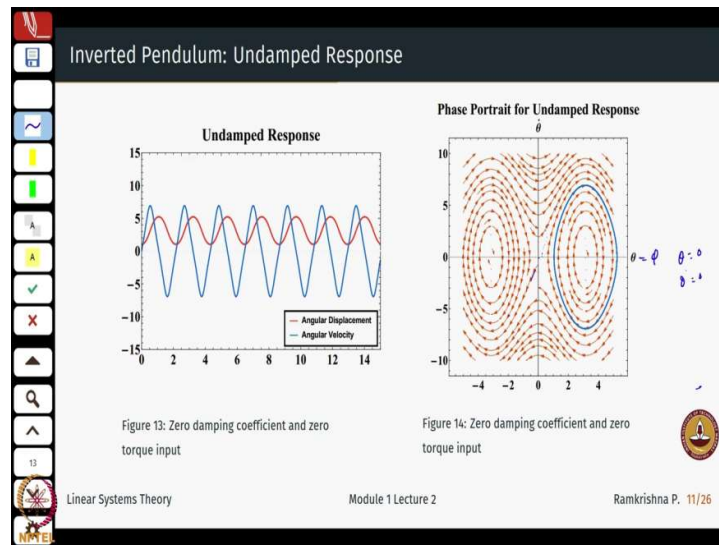 Inverted Pendulum: Undamped Response
Undamped Response
15
10
5
0
−5
−10
−15
0 2 4 6 8 10 12 14
Angular Displacement
Angular Velocity
Figure 13: Zero damping coefficient and zero
torque input
Phase Portrait for Undamped Response
θ̇
10
5
0
−5
−10
−4 −2 0 2 4
θ
Figure 14: Zero damping coefficient and zero
torque input
A
A
13
NPTEL
Linear Systems Theory
Module 1 Lecture 2
Ramkrishna P. 11/26